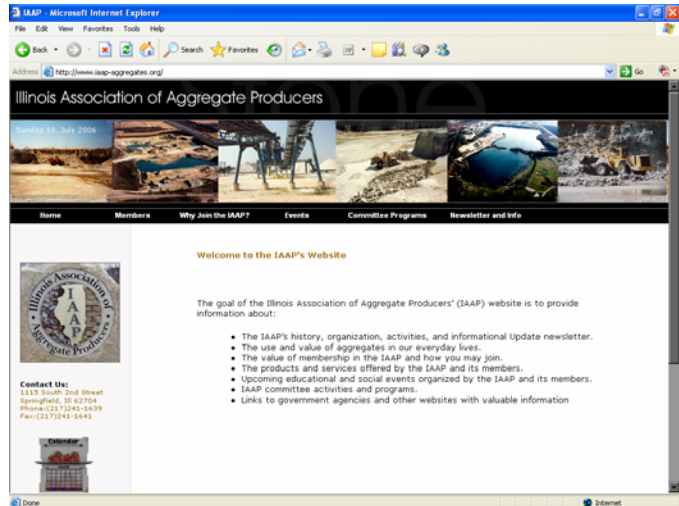 IAAP - Microsoft Internet Explorer
File Edit View Favorites Tools Help
Back Search Favorites
Address http://www.iaap-aggregates.org/ Go
Stone
Illinois Association of Aggregate Producers
Sunday 16. July 2006
Home Members Why Join the IAAP? Events Committee Programs Newsletter and Info
Welcome to the IAAP's Website
Illinois Association of
IAAP
Aggregate Producers
The goal of the Illinois Association of Aggregate Producers' (IAAP) website is to provide
information about:
• The IAAP's history, organization, activities, and informational Update newsletter.
• The use and value of aggregates in our everyday lives.
• The value of membership in the IAAP and how you may join.
• The products and services offered by the IAAP and its members.
• Upcoming educational and social events organized by the IAAP and its members.
• IAAP committee activities and programs.
• Links to government agencies and other websites with valuable information
Contact Us:
1115 South 2nd Street
Springfield, Ill 62704
Phone:(217)241-1639
Fax:(217)241-1641
Calendar
Done Internet